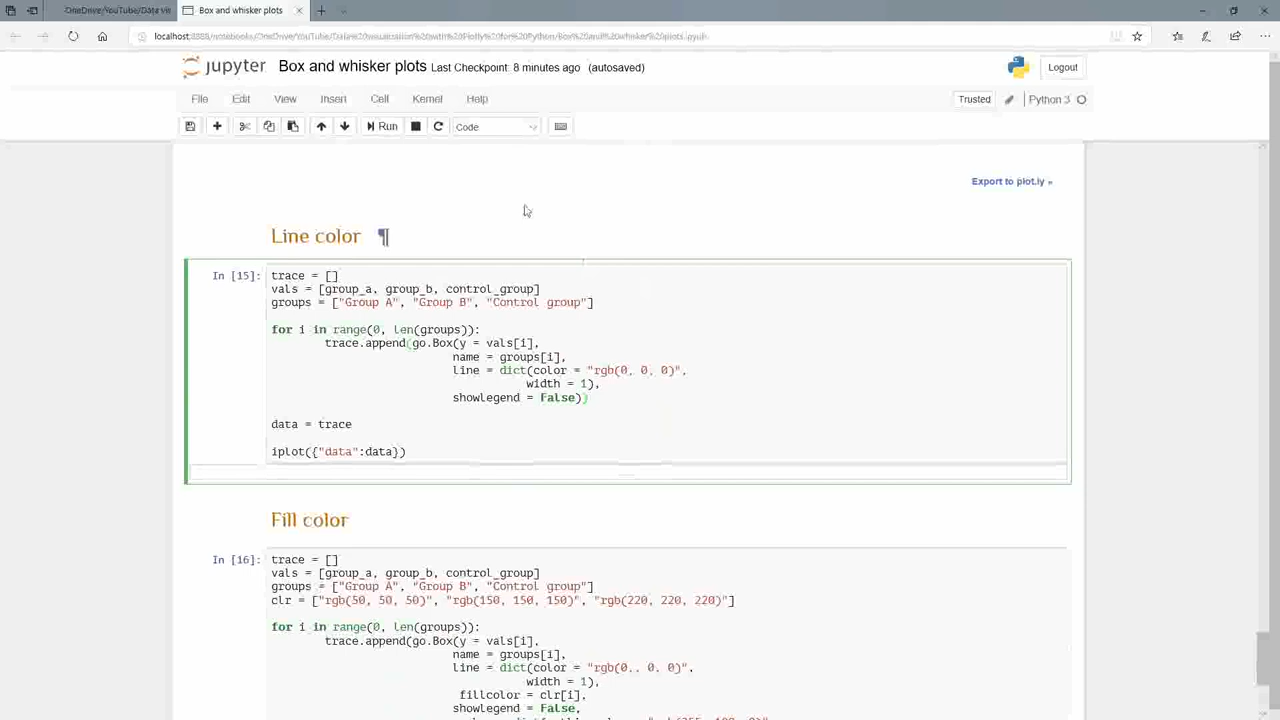 OneDrive/YouTube/Data vis
Box and whisker plots
jupyter Box and whisker plots Last Checkpoint: 8 minutes ago (autosaved)
Logout
File Edit View Insert Cell Kernel Help
Trusted
Python 3
Run
Code
Export to plot.ly »
Line color ¶
In [15]:
trace = []
vals = [group_a, group_b, control_group]
groups = ["Group A", "Group B", "Control group"]
for i in range(0, len(groups)):
trace.append(go.Box(y = vals[i],
name = groups[i],
line = dict(color = "rgb(0, 0, 0)",
width = 1),
showlegend = False))
data = trace
iplot({"data":data})
Fill color
In [16]:
trace = []
vals = [group_a, group_b, control_group]
groups = ["Group A", "Group B", "Control group"]
clr = ["rgb(50, 50, 50)", "rgb(150, 150, 150)", "rgb(220, 220, 220)"]
for i in range(0, len(groups)):
trace.append(go.Box(y = vals[i],
name = groups[i],
line = dict(color = "rgb(0,, 0, 0)",
width = 1),
fillcolor = clr[i],
showlegend = False,